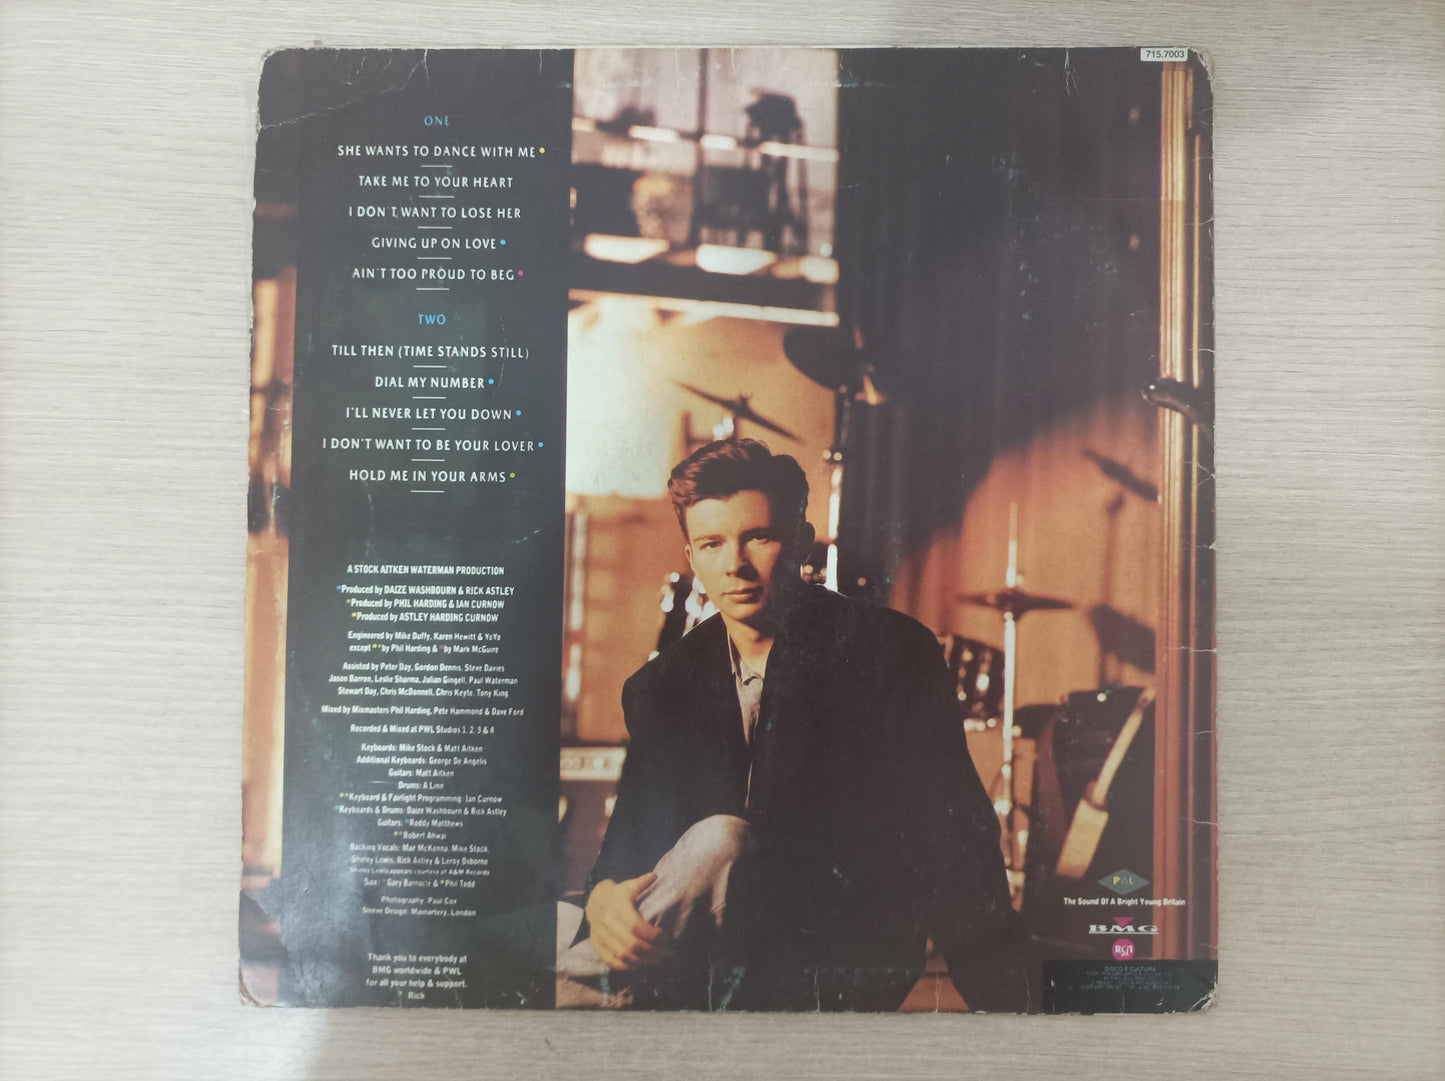 715.7003
ONE
SHE WANTS TO DANCE WITH ME
TAKE ME TO YOUR HEART
I DON'T WANT TO LOSE HER
GIVING UP ON LOVE
AIN'T TOO PROUD TO BEG
TWO
TILL THEN (TIME STANDS STILL)
DIAL MY NUMBER
I'LL NEVER LET YOU DOWN
I DON'T WANT TO BE YOUR LOVER
HOLD ME IN YOUR ARMS
A STOCK AITKEN WATERMAN PRODUCTION
Produced by DAIZE WASHBOURN & RICK ASTLEY
Produced by PHIL HARDING & IAN CURNOW
Produced by ASTLEY HARDING CURNOW
Engineered by Mike Duffy, Karen Hewitt & YoYo
except by Phil Harding & by Mark McGuire
Assisted by Peter Day, Gordon Dennis, Steve Davies
Jason Barron, Leslie Sharma, Julian Gingell, Paul Waterman
Stewart Day, Chris McDonnell, Chris Keyte, Tony King
Mixed by Mixmasters Phil Harding, Pete Hammond & Dave Ford
Recorded & Mixed at PWL Studios 1, 2, 3 & 4
Keyboards: Mike Stock & Matt Aitken
Additional Keyboards: George De Angelis
Guitars: Matt Aitken
Drums: A Linn
Keyboard & Fairlight Programming: Ian Curnow
Keyboards & Drums: Daize Washbourn & Rick Astley
Guitars: Roddy Matthews
Robert Ahwai
Backing Vocals: Mae McKenna, Mike Stock,
Shirley Lewis, Rick Astley & Leroy Osborne
Shirley Lewis appears courtesy of A&M Records
Sax: Gary Barnacle & Phil Todd
Photography: Paul Cox
Sleeve Design: Mainartery, London
Thank you to everybody at
BMG worldwide & PWL
for all your help & support.
Rick
PWL
The Sound Of A Bright Young Britain
BMG
RCA
DISCO É CULTURA